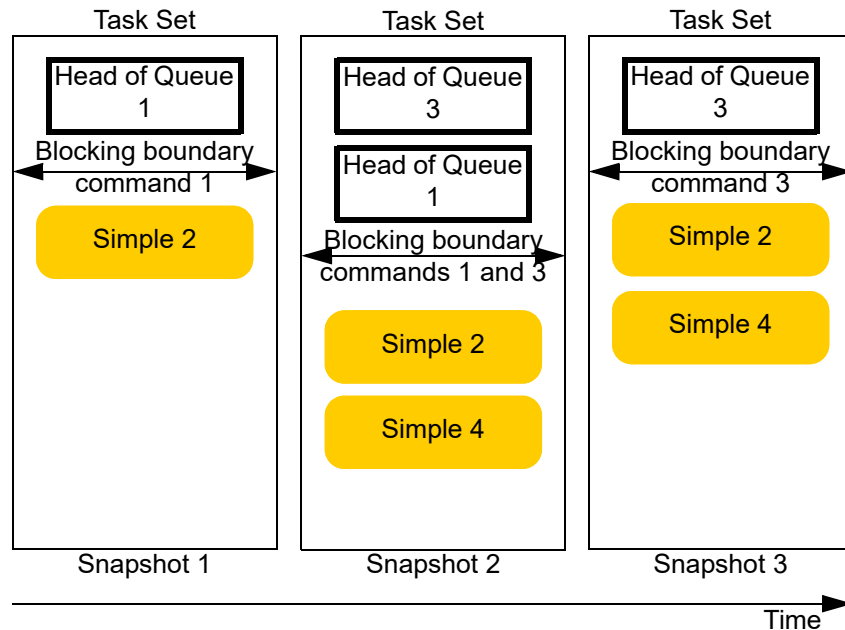 Task Set
Head of Queue
1
Blocking boundary
command 1
Simple 2
Snapshot 1
Task Set
Head of Queue
3
Head of Queue
1
Blocking boundary
commands 1 and 3
Simple 2
Simple 4
Snapshot 2
Task Set
Head of Queue
3
Blocking boundary
command 3
Simple 2
Simple 4
Snapshot 3
Time